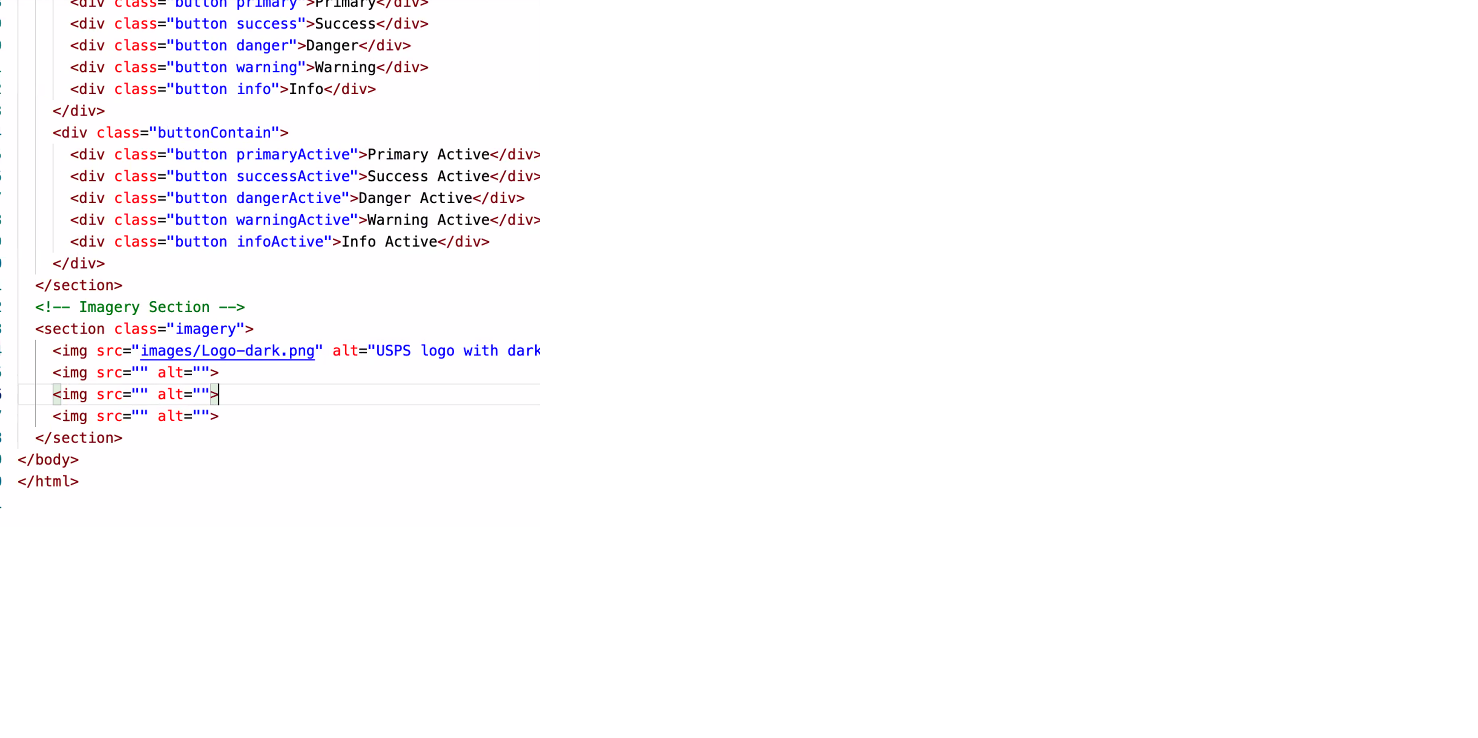 <div class="button primary">Primary</div>
<div class="button success">Success</div>
<div class="button danger">Danger</div>
<div class="button warning">Warning</div>
<div class="button info">Info</div>
</div>
<div class="buttonContain">
<div class="button primaryActive">Primary Active</div>
<div class="button successActive">Success Active</div>
<div class="button dangerActive">Danger Active</div>
<div class="button warningActive">Warning Active</div>
<div class="button infoActive">Info Active</div>
</div>
</section>
<!-- Imagery Section -->
<section class="imagery">
<img src="images/Logo-dark.png" alt="USPS logo with dark
<img src="" alt="">
<img src="" alt="">
<img src="" alt="">
</section>
</body>
</html>